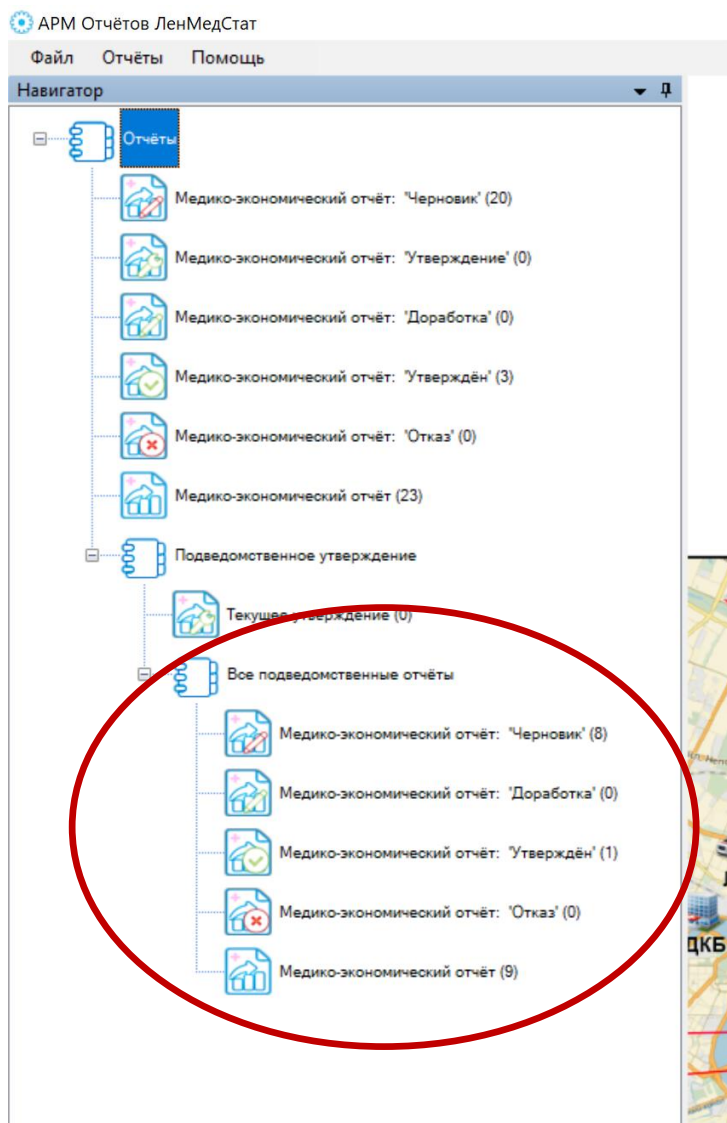 АРМ Отчётов ЛенМедСтат
Файл Отчёты Помощь
Навигатор
Отчёты
Медико-экономический отчёт: 'Черновик' (20)
Медико-экономический отчёт: 'Утверждение' (0)
Медико-экономический отчёт: 'Доработка' (0)
Медико-экономический отчёт: 'Утверждён' (3)
Медико-экономический отчёт: 'Отказ' (0)
Медико-экономический отчёт (23)
Подведомственное утверждение
Текущее утверждение (0)
Все подведомственные отчёты
Медико-экономический отчёт: 'Черновик' (8)
Медико-экономический отчёт: 'Доработка' (0)
Медико-экономический отчёт: 'Утверждён' (1)
Медико-экономический отчёт: 'Отказ' (0)
ДКБ
Медико-экономический отчёт (9)